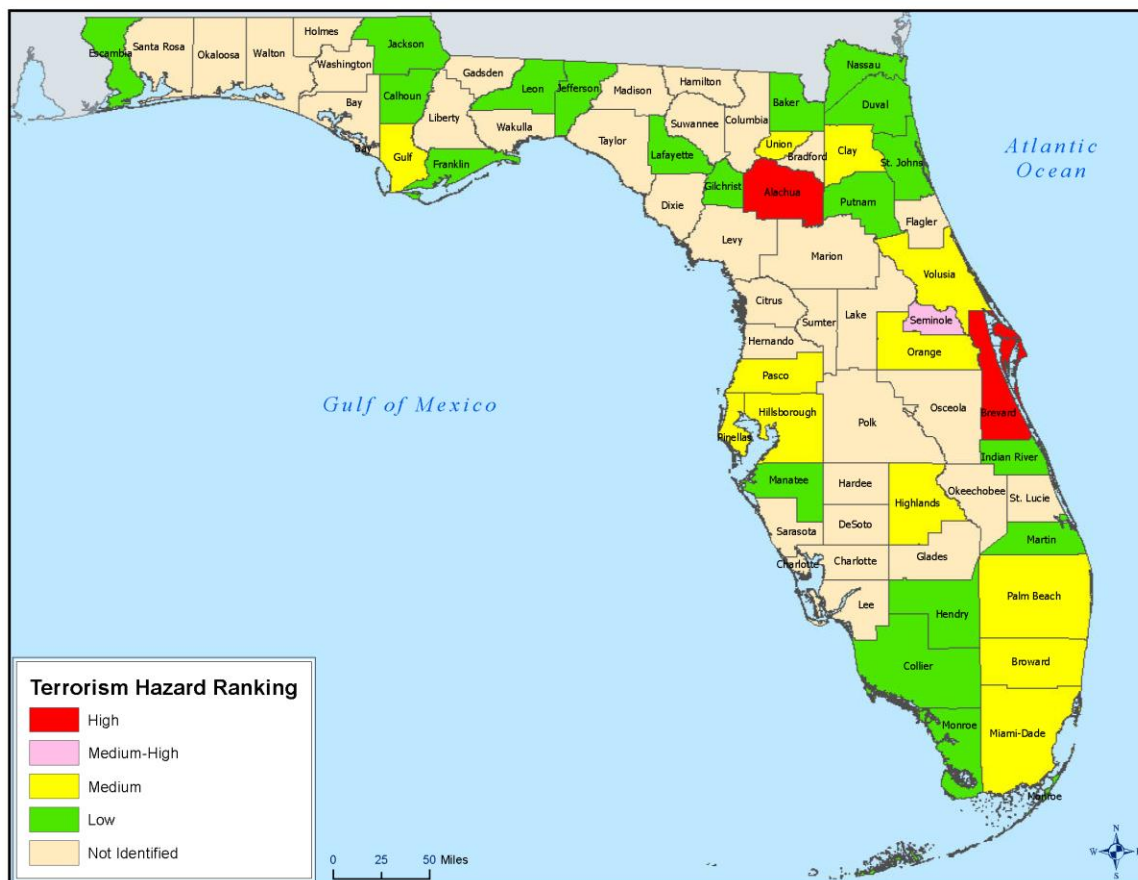 Holmes
Jackson
Escambia
Santa Rosa
Okaloosa
Walton
Washington
Gadsden
Hamilton
Nassau
Calhoun
Leon
Jefferson
Madison
Baker
Duval
Bay
Liberty
Wakulla
Suwannee
Columbia
Bay
Gulf
Franklin
Taylor
Lafayette
Union
Bradford
Clay
St. Johns
Atlantic
Ocean
Gilchrist
Alachua
Putnam
Dixie
Flagler
Levy
Marion
Volusia
Citrus
Sumter
Lake
Seminole
Hernando
Orange
Pasco
Gulf of Mexico
Hillsborough
Osceola
Brevard
Pinellas
Polk
Indian River
Manatee
Hardee
Highlands
Okeechobee
St. Lucie
DeSoto
Sarasota
Martin
Charlotte
Charlotte
Glades
Lee
Hendry
Palm Beach
Collier
Broward
Monroe
Miami-Dade
Monroe
Terrorism Hazard Ranking
High
Medium-High
Medium
Low
Not Identified
0 25 50 Miles
N
W E
S